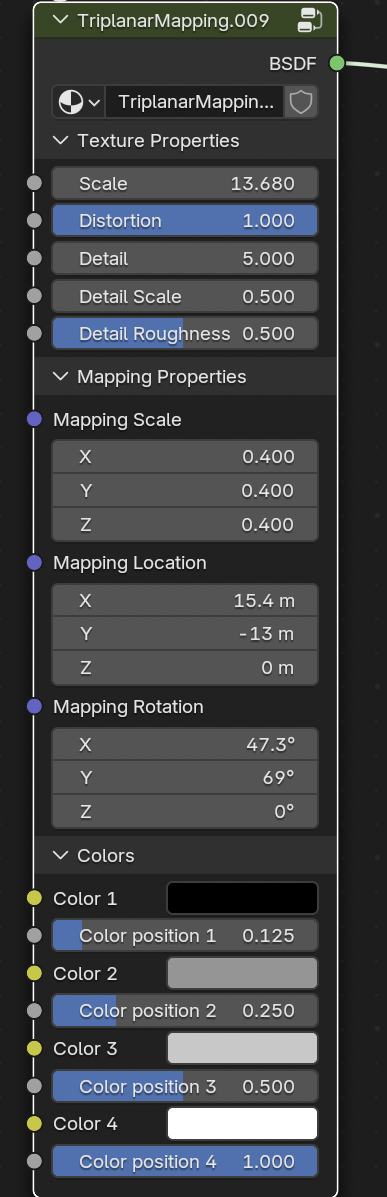 TriplanarMapping.009
BSDF
TriplanarMappin...
Texture Properties
Scale 13.680
Distortion 1.000
Detail 5.000
Detail Scale 0.500
Detail Roughness 0.500
Mapping Properties
Mapping Scale
X 0.400
Y 0.400
Z 0.400
Mapping Location
X 15.4 m
Y -13 m
Z 0 m
Mapping Rotation
X 47.3°
Y 69°
Z 0°
Colors
Color 1
Color position 1 0.125
Color 2
Color position 2 0.250
Color 3
Color position 3 0.500
Color 4
Color position 4 1.000